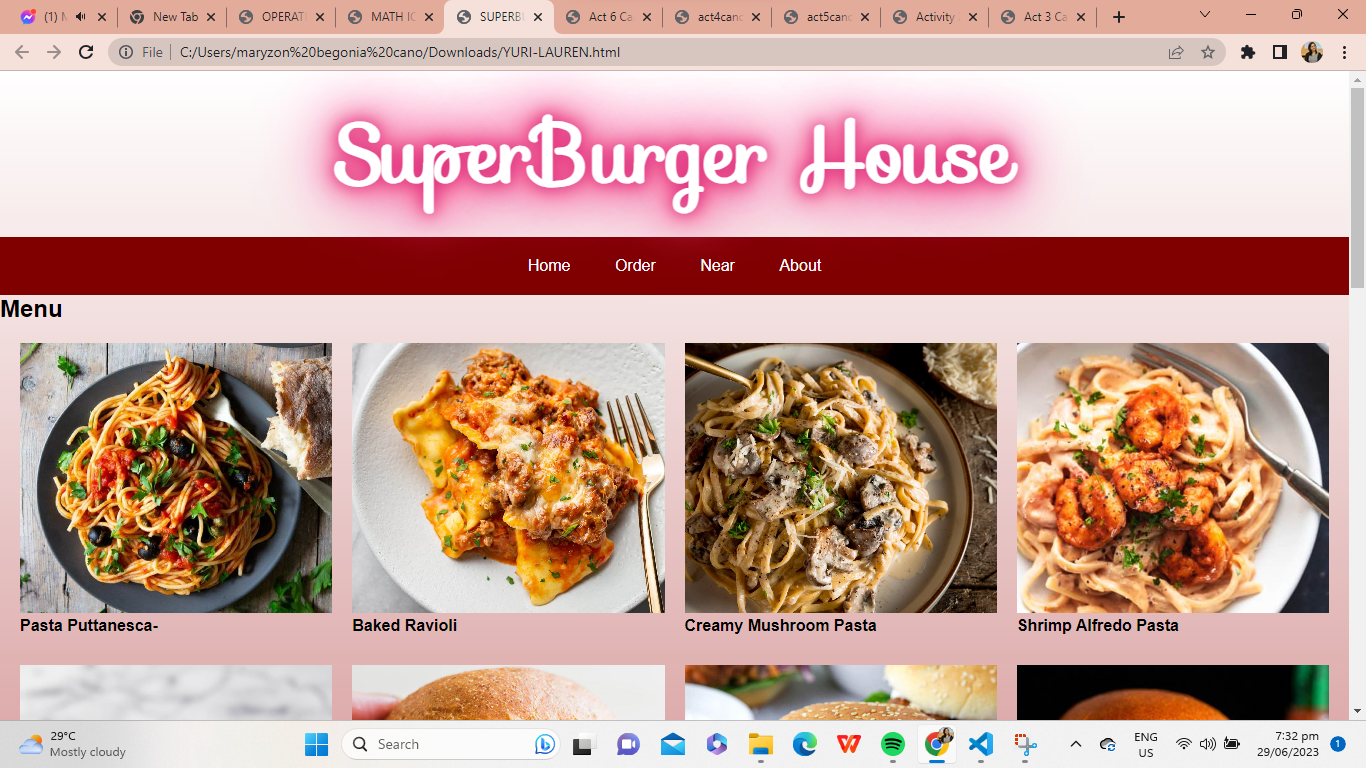 (1) M
New Tab
OPERATI
MATH IC
SUPERBU
Act 6 Ca
act4cano
act5cano
Activity
Act 3 Ca
File
C:/Users/maryzon%20begonia%20cano/Downloads/YURI-LAUREN.html
SuperBurger House
Home Order Near About
Menu
Pasta Puttanesca- Baked Ravioli Creamy Mushroom Pasta Shrimp Alfredo Pasta
29°C
Mostly cloudy
Search
ENG
US
7:32 pm
29/06/2023
1